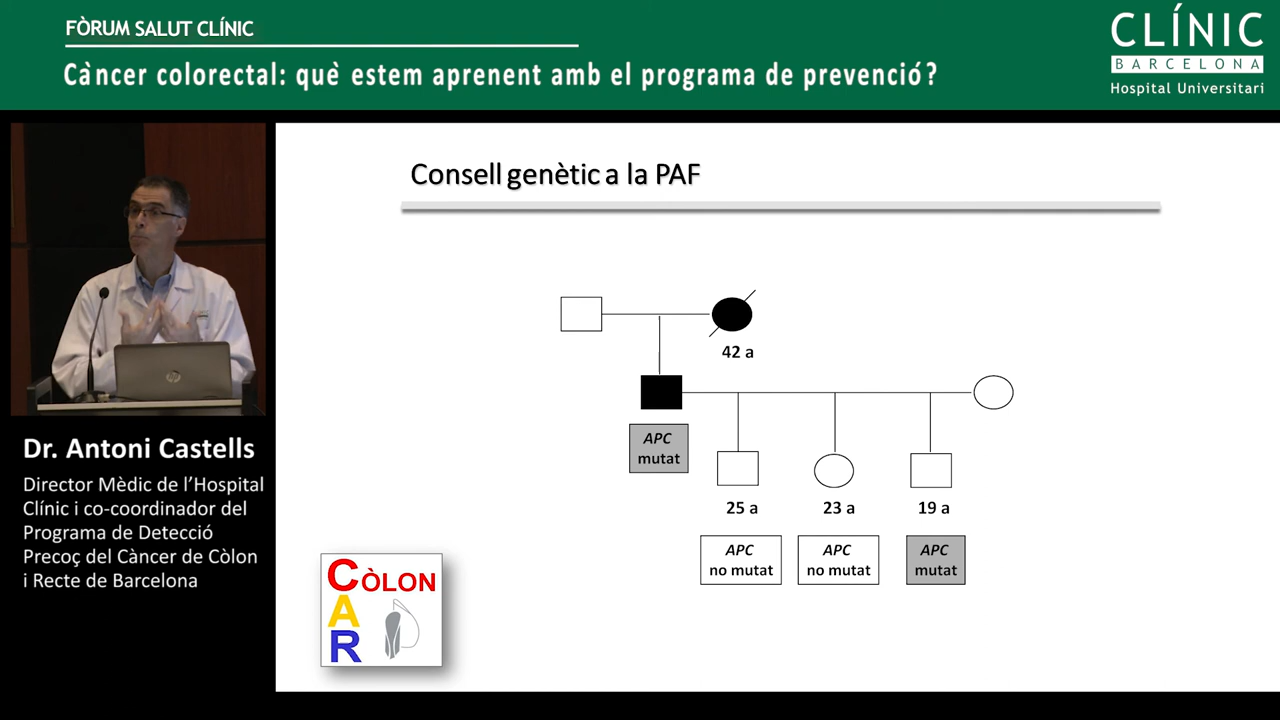 FÒRUM SALUT CLÍNIC
Càncer colorectal: què estem aprenent amb el programa de prevenció?
CLÍNIC
BARCELONA
Hospital Universitari
Consell genètic a la PAF
42 a
APC
mutat
25 a
23 a
19 a
APC
no mutat
APC
no mutat
APC
mutat
Dr. Antoni Castells
Director Mèdic de l’Hospital
Clínic i co-coordinador del
Programa de Detecció
Precoç del Càncer de Còlon
i Recte de Barcelona
CÒLON
A
R
hp